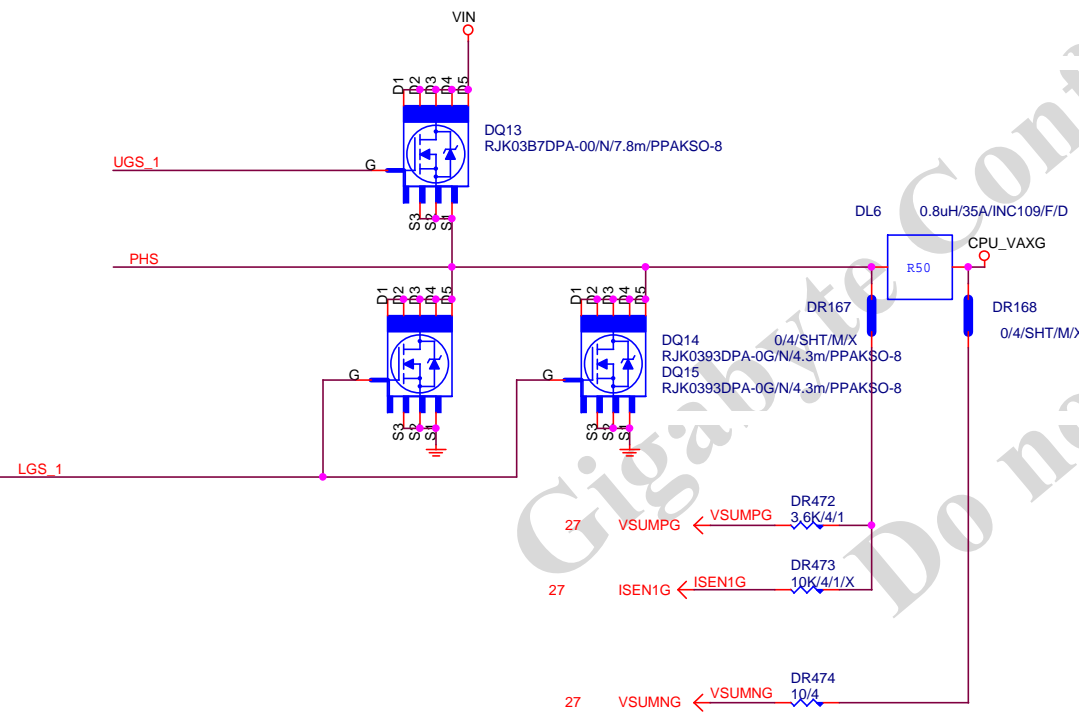 VIN
D1
D2
D3
D4
D5
DQ13
RJK03B7DPA-00/N/7.8m/PPAKSO-8
UGS_1
G
S3
S2
S1
DL6 0.8uH/35A/INC109/F/D
PHS
R50
CPU_VAXG
D1
D2
D3
D4
D5
D1
D2
D3
D4
D5
DR167
DR168
0/4/SHT/M/X
0/4/SHT/M/X
DQ14
RJK0393DPA-0G/N/4.3m/PPAKSO-8
DQ15
RJK0393DPA-0G/N/4.3m/PPAKSO-8
G
G
S3
S2
S1
S3
S2
S1
LGS_1
DR472
27 VSUMPG VSUMPG 3.6K/4/1
DR473
27 ISEN1G ISEN1G 10K/4/1/X
DR474
27 VSUMNG VSUMNG 10/4
Gigabyte
Do